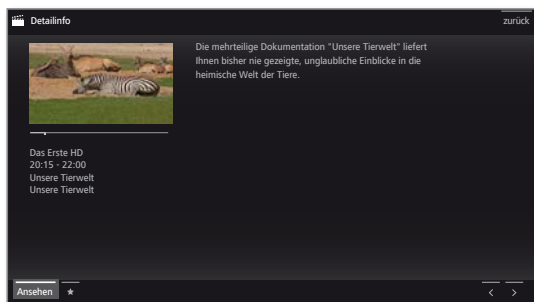 Detailinfo
zurück
Die mehrteilige Dokumentation "Unsere Tierwelt" liefert
Ihnen bisher nie gezeigte, unglaubliche Einblicke in die
heimische Welt der Tiere.
Das Erste HD
20:15 - 22:00
Unsere Tierwelt
Unsere Tierwelt
Ansehen ★ < >